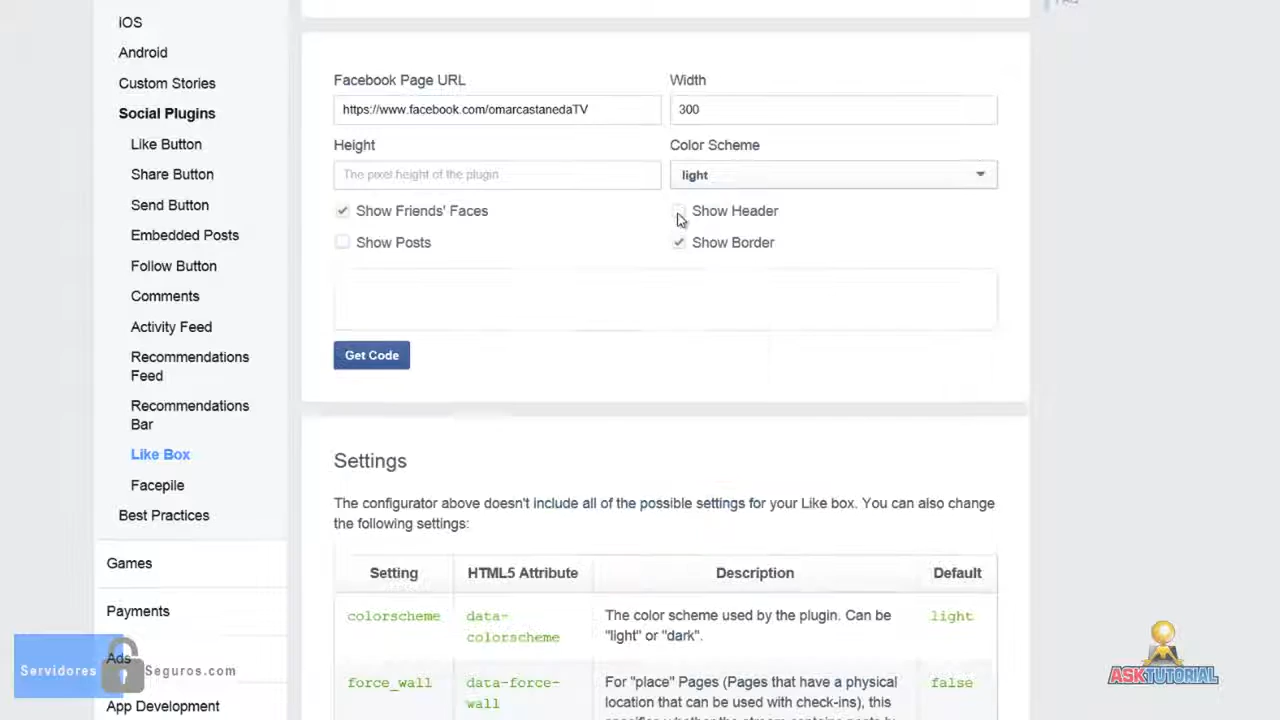 iOS
Android
Custom Stories
Social Plugins
Like Button
Share Button
Send Button
Embedded Posts
Follow Button
Comments
Activity Feed
Recommendations
Feed
Recommendations
Bar
Like Box
Facepile
Best Practices
Games
Payments
Ads
App Development
Facebook Page URL
Width
https://www.facebook.com/omarcastanedaTV
300
Height
Color Scheme
The pixel height of the plugin
light
Show Friends' Faces
Show Header
Show Posts
Show Border
Get Code
Settings
The configurator above doesn't include all of the possible settings for your Like box. You can also change
the following settings:
Setting
HTML5 Attribute
Description
Default
colorscheme
data-
colorscheme
The color scheme used by the plugin. Can be
"light" or "dark".
light
force_wall
data-force-
wall
For "place" Pages (Pages that have a physical
location that can be used with check-ins), this
false
Servidores Seguros.com
ASKTUTORIAL